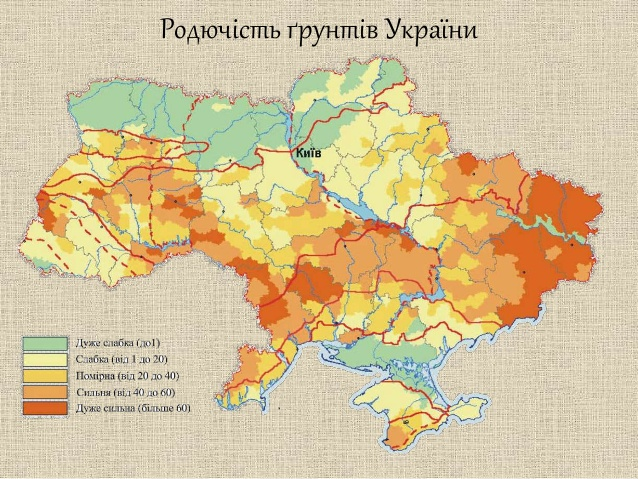 Родючість ґрунтів України
Київ
Дуже слабка (до1)
Слабка (від 1 до 20)
Помірна (від 20 до 40)
Сильна (від 40 до 60)
Дуже сильна (більше 60)